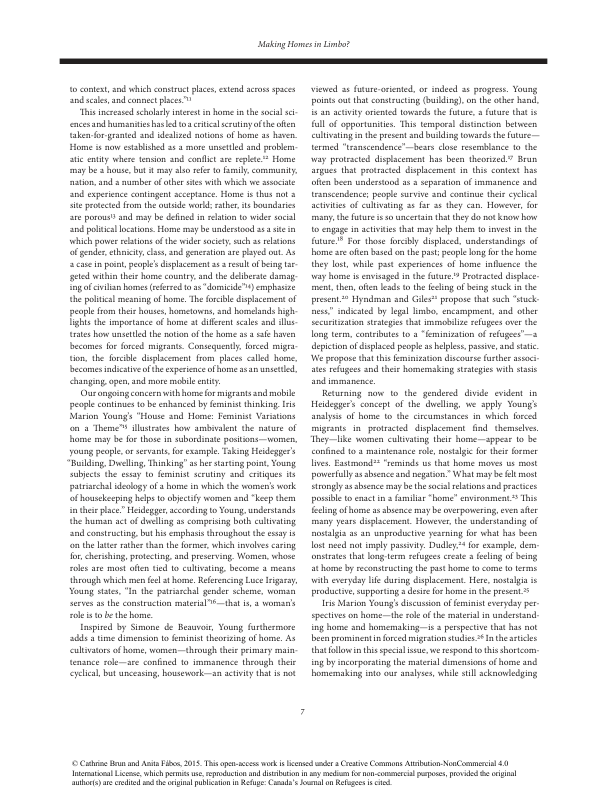 Making Homes in Limbo?
to context, and which construct places, extend across spaces
and scales, and connect places."¹¹
This increased scholarly interest in home in the social sci-
ences and humanities has led to a critical scrutiny of the often
taken-for-granted and idealized notions of home as haven.
Home is now established as a more unsettled and problem-
atic entity where tension and conflict are replete.¹² Home
may be a house, but it may also refer to family, community,
nation, and a number of other sites with which we associate
and experience contingent acceptance. Home is thus not a
site protected from the outside world; rather, its boundaries
are porous¹³ and may be defined in relation to wider social
and political locations. Home may be understood as a site in
which power relations of the wider society, such as relations
of gender, ethnicity, class, and generation are played out. As
a case in point, people's displacement as a result of being tar-
geted within their home country, and the deliberate damag-
ing of civilian homes (referred to as "domicide"¹⁴) emphasize
the political meaning of home. The forcible displacement of
people from their houses, hometowns, and homelands high-
lights the importance of home at different scales and illus-
trates how unsettled the notion of the home as a safe haven
becomes for forced migrants. Consequently, forced migra-
tion, the forcible displacement from places called home,
becomes indicative of the experience of home as an unsettled,
changing, open, and more mobile entity.
Our ongoing concern with home for migrants and mobile
people continues to be enhanced by feminist thinking. Iris
Marion Young's "House and Home: Feminist Variations
on a Theme"¹⁵ illustrates how ambivalent the nature of
home may be for those in subordinate positions—women,
young people, or servants, for example. Taking Heidegger's
"Building, Dwelling, Thinking" as her starting point, Young
subjects the essay to feminist scrutiny and critiques its
patriarchal ideology of a home in which the women's work
of housekeeping helps to objectify women and "keep them
in their place." Heidegger, according to Young, understands
the human act of dwelling as comprising both cultivating
and constructing, but his emphasis throughout the essay is
on the latter rather than the former, which involves caring
for, cherishing, protecting, and preserving. Women, whose
roles are most often tied to cultivating, become a means
through which men feel at home. Referencing Luce Irigaray,
Young states, "In the patriarchal gender scheme, woman
serves as the construction material"¹⁶—that is, a woman's
role is to be the home.
Inspired by Simone de Beauvoir, Young furthermore
adds a time dimension to feminist theorizing of home. As
cultivators of home, women—through their primary main-
tenance role—are confined to immanence through their
cyclical, but unceasing, housework—an activity that is not
viewed as future-oriented, or indeed as progress. Young
points out that constructing (building), on the other hand,
is an activity oriented towards the future, a future that is
full of opportunities. This temporal distinction between
cultivating in the present and building towards the future—
termed "transcendence"—bears close resemblance to the
way protracted displacement has been theorized.¹⁷ Brun
argues that protracted displacement in this context has
often been understood as a separation of immanence and
transcendence; people survive and continue their cyclical
activities of cultivating as far as they can. However, for
many, the future is so uncertain that they do not know how
to engage in activities that may help them to invest in the
future.¹⁸ For those forcibly displaced, understandings of
home are often based on the past; people long for the home
they lost, while past experiences of home influence the
way home is envisaged in the future.¹⁹ Protracted displace-
ment, then, often leads to the feeling of being stuck in the
present.²⁰ Hyndman and Giles²¹ propose that such "stuck-
ness," indicated by legal limbo, encampment, and other
securitization strategies that immobilize refugees over the
long term, contributes to a "feminization of refugees"—a
depiction of displaced people as helpless, passive, and static.
We propose that this feminization discourse further associ-
ates refugees and their homemaking strategies with stasis
and immanence.
Returning now to the gendered divide evident in
Heidegger's concept of the dwelling, we apply Young's
analysis of home to the circumstances in which forced
migrants in protracted displacement find themselves.
They—like women cultivating their home—appear to be
confined to a maintenance role, nostalgic for their former
lives. Eastmond²² "reminds us that home moves us most
powerfully as absence and negation." What may be felt most
strongly as absence may be the social relations and practices
possible to enact in a familiar "home" environment.²³ This
feeling of home as absence may be overpowering, even after
many years displacement. However, the understanding of
nostalgia as an unproductive yearning for what has been
lost need not imply passivity. Dudley,²⁴ for example, dem-
onstrates that long-term refugees create a feeling of being
at home by reconstructing the past home to come to terms
with everyday life during displacement. Here, nostalgia is
productive, supporting a desire for home in the present.²⁵
Iris Marion Young's discussion of feminist everyday per-
spectives on home—the role of the material in understand-
ing home and homemaking—is a perspective that has not
been prominent in forced migration studies.²⁶ In the articles
that follow in this special issue, we respond to this shortcom-
ing by incorporating the material dimensions of home and
homemaking into our analyses, while still acknowledging
7
© Cathrine Brun and Anita Fábos, 2015. This open-access work is licensed under a Creative Commons Attribution-NonCommercial 4.0
International License, which permits use, reproduction and distribution in any medium for non-commercial purposes, provided the original
author(s) are credited and the original publication in Refuge: Canada's Journal on Refugees is cited.